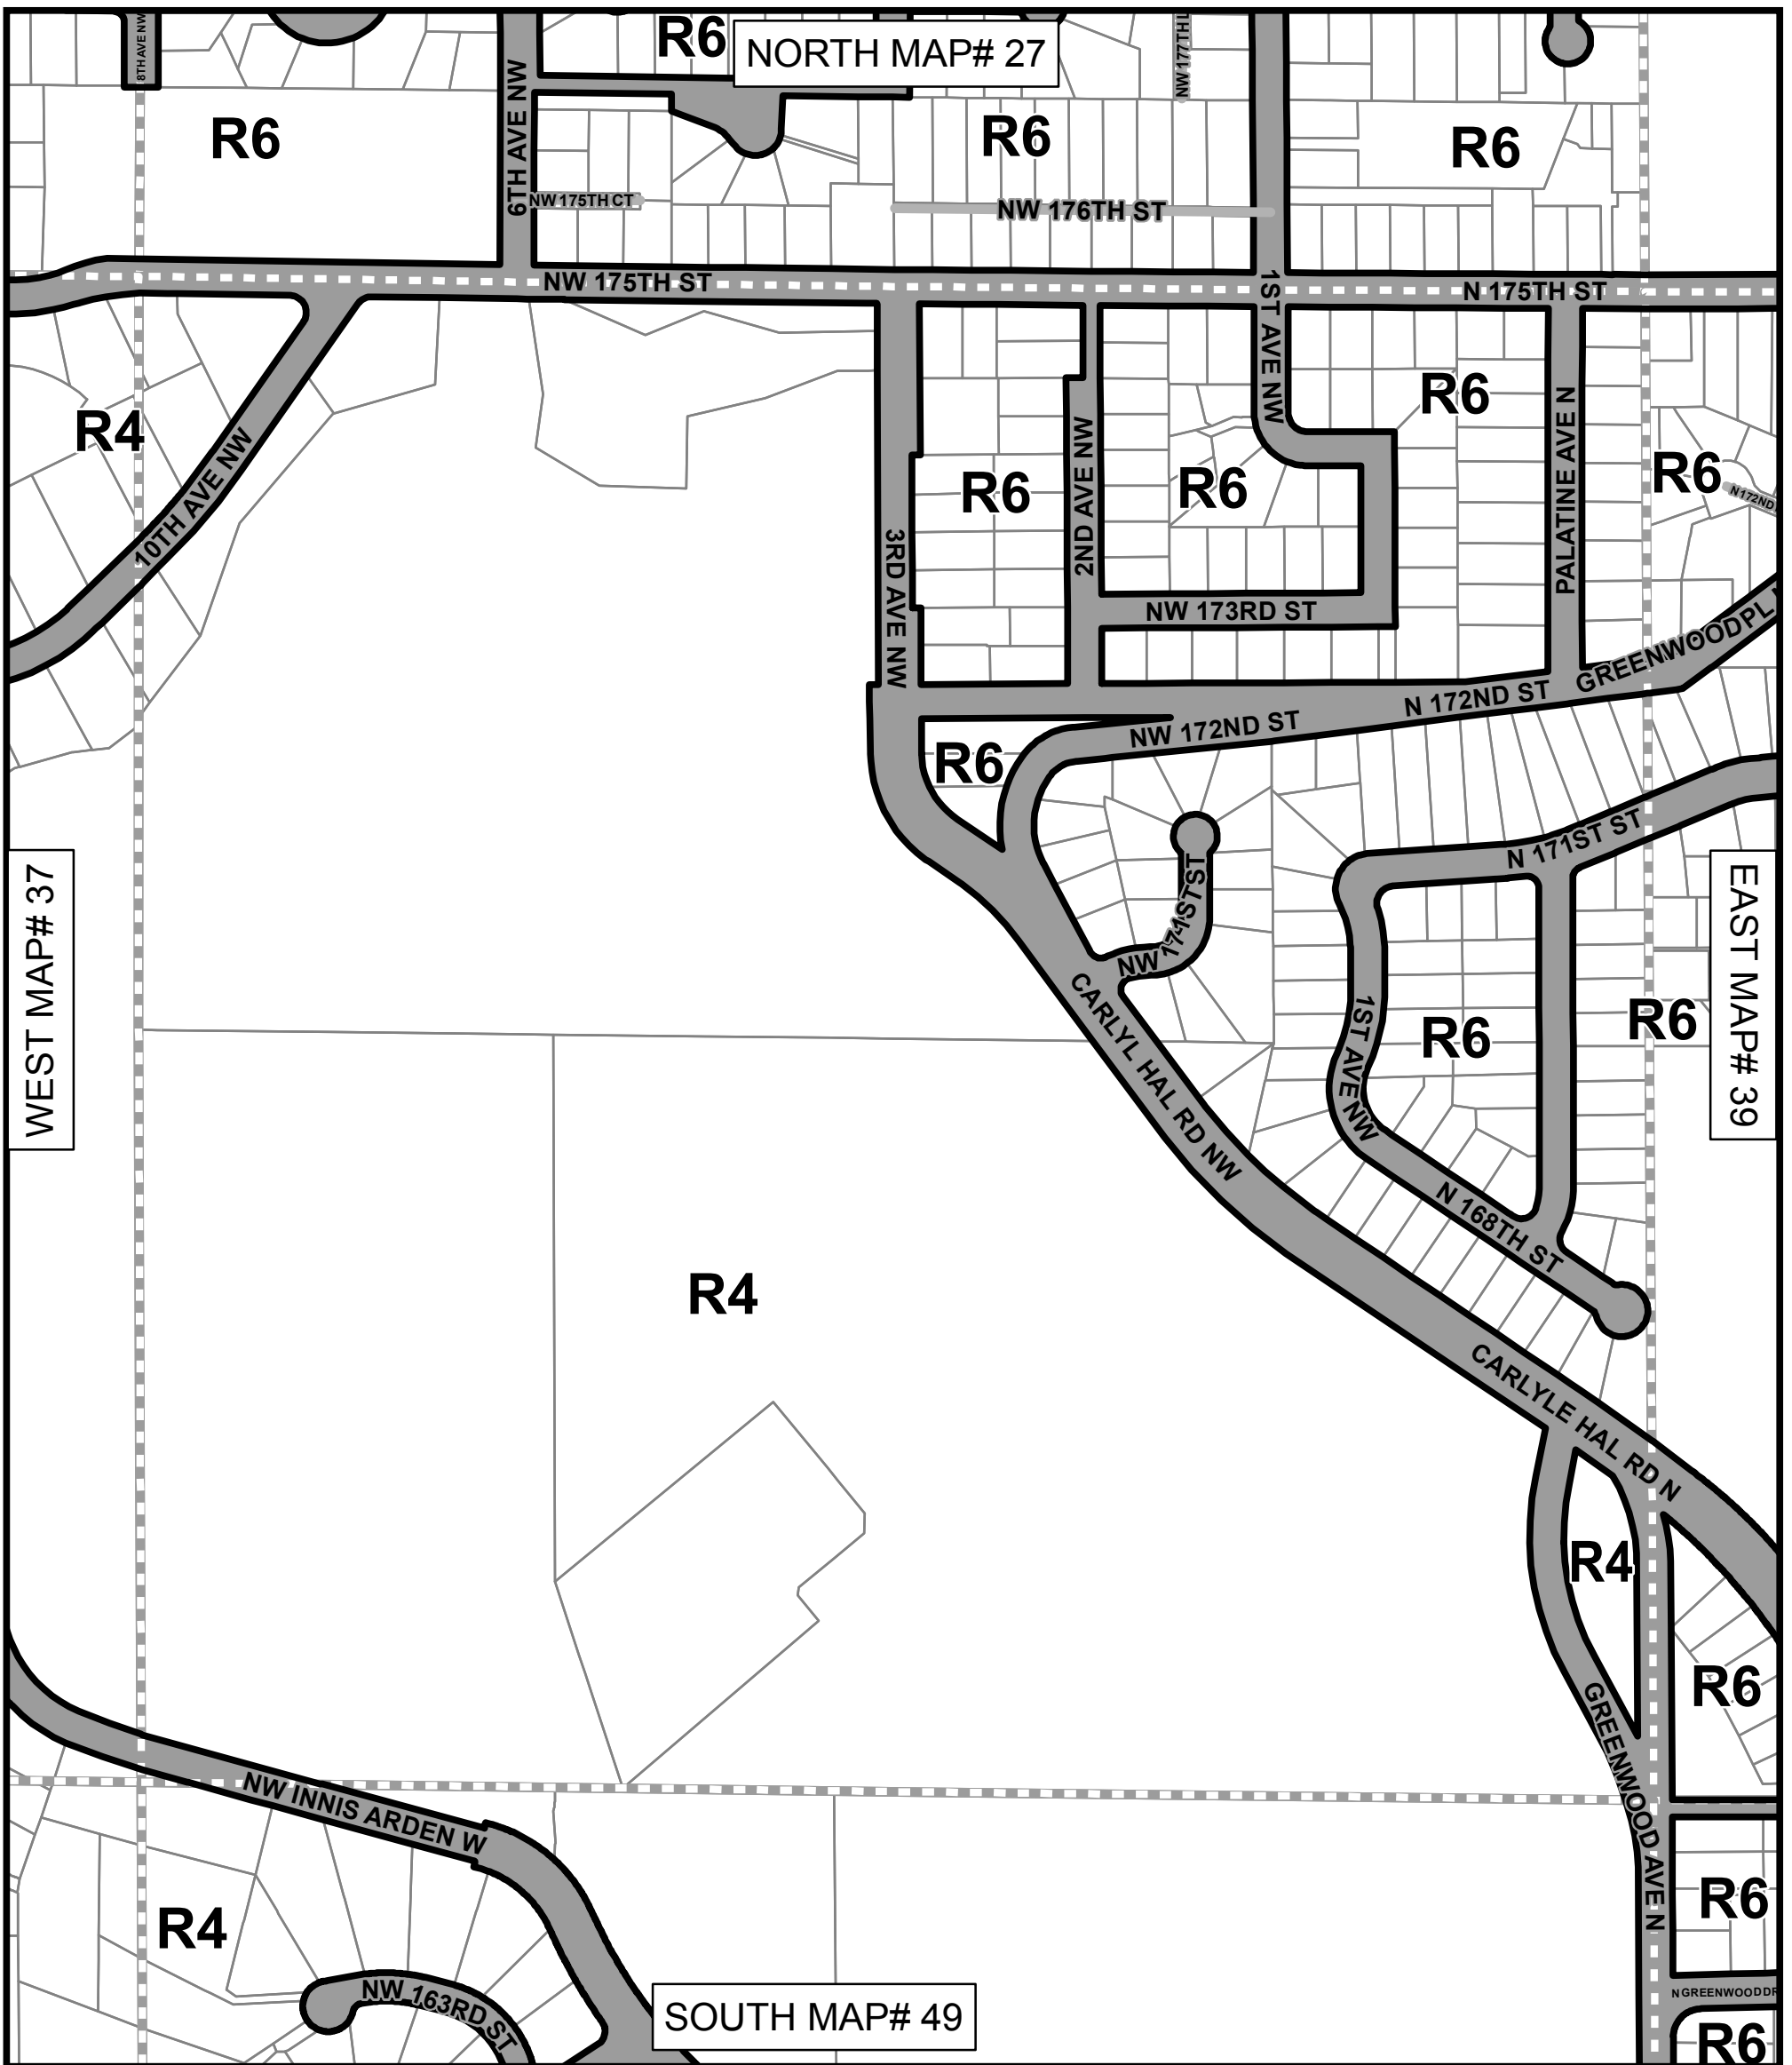 8TH AVE NW
R6
NORTH MAP# 27
NW 177TH L
6TH AVE NW
R6
R6
R6
NW 175TH CT
NW 176TH ST
NW 175TH ST
1ST AVE NW
N 175TH ST
R4
10TH AVE NW
3RD AVE NW
R6
2ND AVE NW
R6
R6
PALATINE AVE N
R6
N 172ND
NW 173RD ST
GREENWOOD PL
N 172ND ST
NW 172ND ST
R6
N 171ST ST
NW 171ST ST
WEST MAP# 37
EAST MAP# 39
CARLYL HAL RD NW
1ST AVE NW
R6
R6
N 168TH ST
R4
CARLYLE HAL RD N
R4
R6
GREENWOOD AVE N
NW INNIS ARDEN W
R4
R6
NW 163RD ST
SOUTH MAP# 49
N GREENWOOD DR
R6